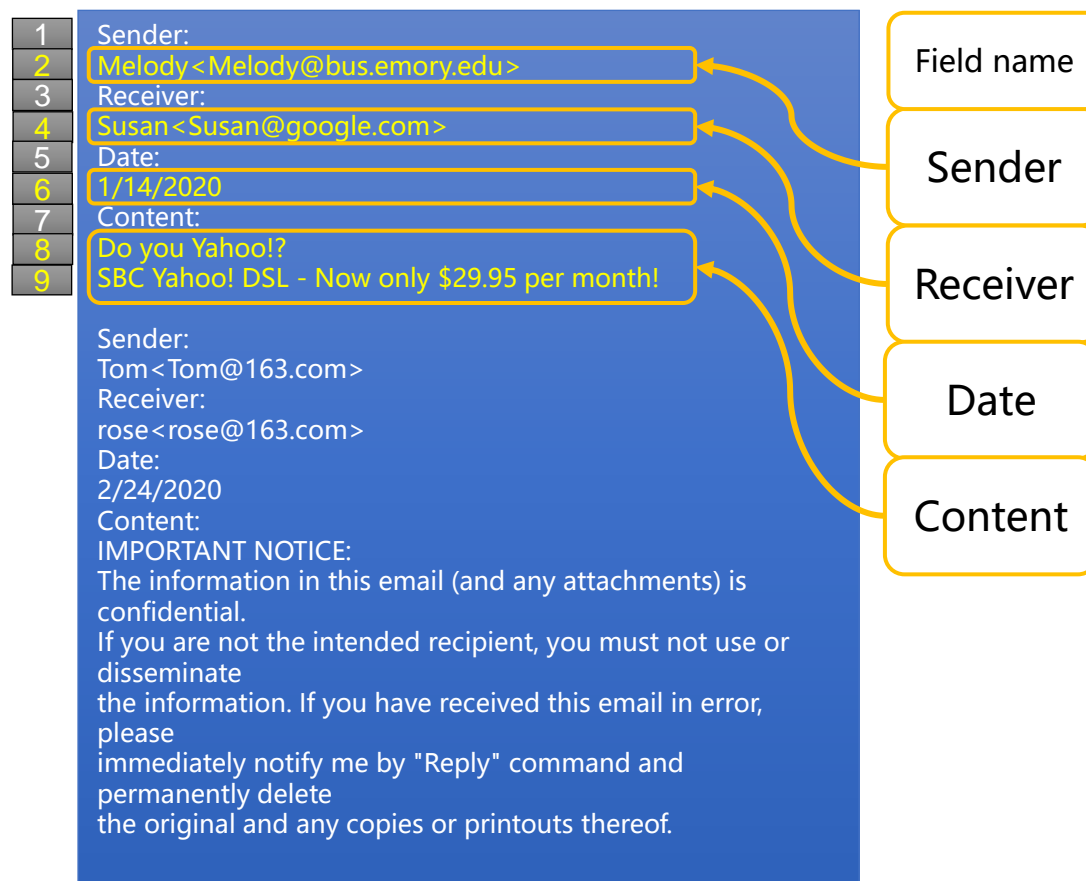 1 Sender:
2 Melody<Melody@bus.emory.edu>
3 Receiver:
4 Susan<Susan@google.com>
5 Date:
6 1/14/2020
7 Content:
8 Do you Yahoo!?
9 SBC Yahoo! DSL - Now only $29.95 per month!
Sender:
Tom<Tom@163.com>
Receiver:
rose<rose@163.com>
Date:
2/24/2020
Content:
IMPORTANT NOTICE:
The information in this email (and any attachments) is
confidential.
If you are not the intended recipient, you must not use or
disseminate
the information. If you have received this email in error,
please
immediately notify me by "Reply" command and
permanently delete
the original and any copies or printouts thereof.
Field name
Sender
Receiver
Date
Content